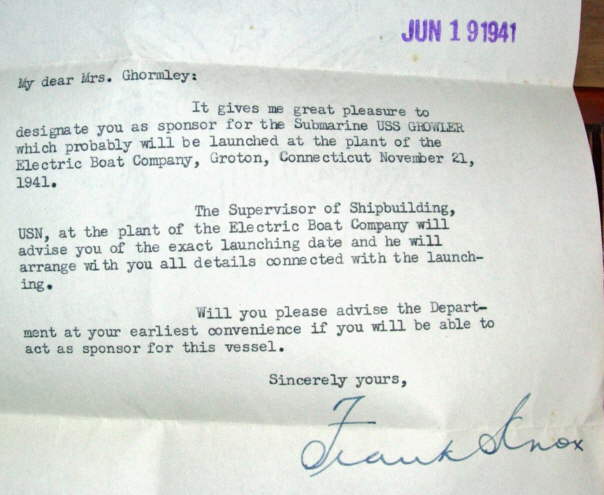 JUN 19 1941
My dear Mrs. Ghormley:
It gives me great pleasure to
designate you as sponsor for the Submarine USS GROWLER
which probably will be launched at the plant of the
Electric Boat Company, Groton, Connecticut November 21,
1941.
The Supervisor of Shipbuilding,
USN, at the plant of the Electric Boat Company will
advise you of the exact launching date and he will
arrange with you all details connected with the launch-
ing.
Will you please advise the Depart-
ment at your earliest convenience if you will be able to
act as sponsor for this vessel.
Sincerely yours,
Frank Knox